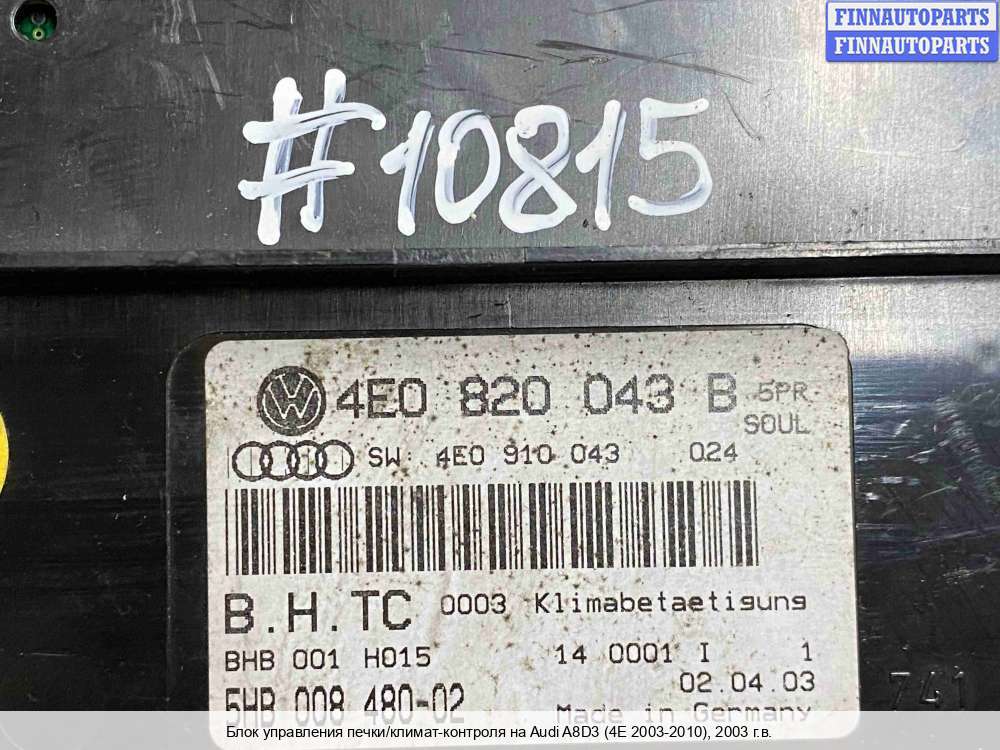 FINNAUTOPARTS
FINNAUTOPARTS
#10815
4E0 820 043 B 5PR
SOUL
SW: 4E0 910 043 024
B.H.TC 0003 Klimabetaetigung
BHB 001 H015 14 0001 I 1
02.04.03
5HB 008 480-02 Made in Germany
741
Блок управления печки/климат-контроля на Audi A8D3 (4E 2003-2010), 2003 г.в.